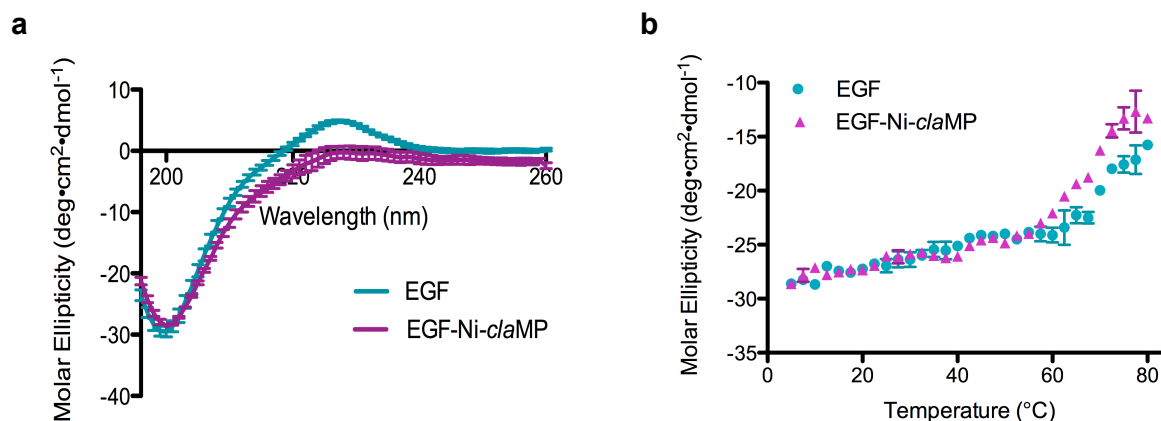 a
Molar Ellipticity (deg•cm²•dmol⁻¹)
10
0
-10
-20
-30
-40
200
220
240
260
Wavelength (nm)
EGF
EGF-Ni-claMP
b
Molar Ellipticity (deg•cm²•dmol⁻¹)
-10
-15
-20
-25
-30
-35
0
20
40
60
80
Temperature (°C)
EGF
EGF-Ni-claMP